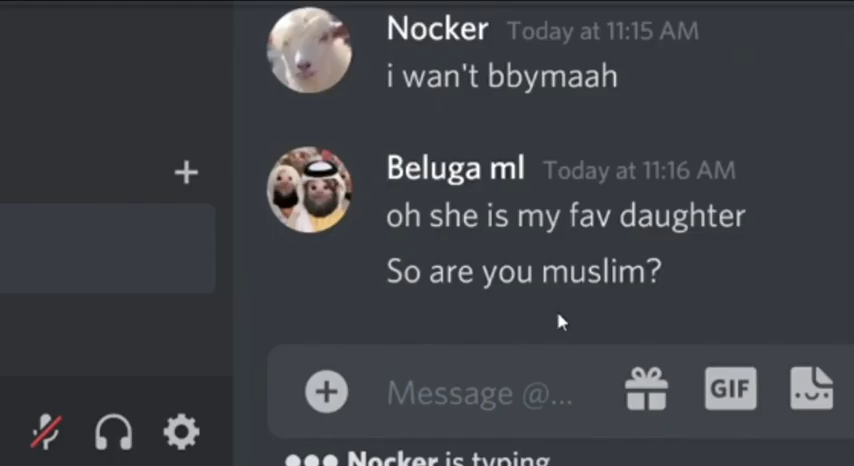 Nocker Today at 11:15 AM
i wan't bbymaah
Beluga ml Today at 11:16 AM
oh she is my fav daughter
So are you muslim?
Message @...
GIF
Nocker is typing